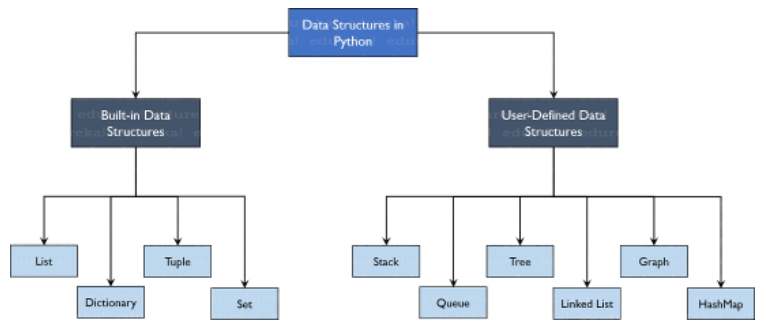 Data Structures in
Python
Built-in Data
Structures
User-Defined Data
Structures
List
Tuple
Stack
Tree
Graph
Dictionary
Set
Queue
Linked List
HashMap